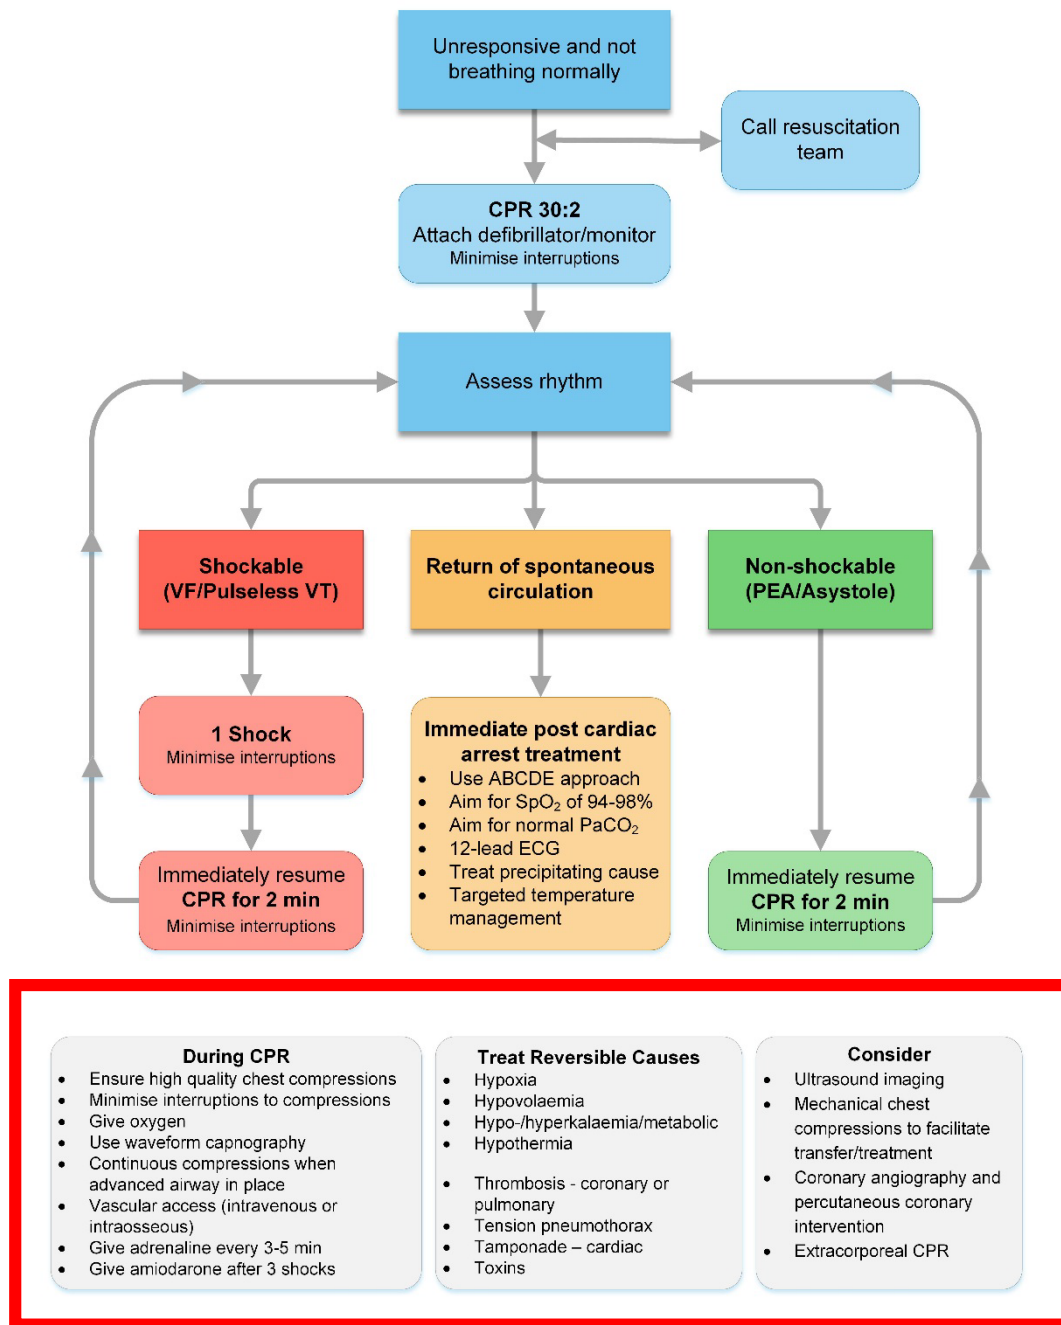 Unresponsive and not
breathing normally
Call resuscitation
team
CPR 30:2
Attach defibrillator/monitor
Minimise interruptions
Assess rhythm
Shockable
(VF/Pulseless VT)
Return of spontaneous
circulation
Non-shockable
(PEA/Asystole)
1 Shock
Minimise interruptions
Immediately resume
CPR for 2 min
Minimise interruptions
Immediate post cardiac
arrest treatment
• Use ABCDE approach
• Aim for SpO₂ of 94-98%
• Aim for normal PaCO₂
• 12-lead ECG
• Treat precipitating cause
• Targeted temperature
management
Immediately resume
CPR for 2 min
Minimise interruptions
During CPR
• Ensure high quality chest compressions
• Minimise interruptions to compressions
• Give oxygen
• Use waveform capnography
• Continuous compressions when
advanced airway in place
• Vascular access (intravenous or
intraosseous)
• Give adrenaline every 3-5 min
• Give amiodarone after 3 shocks
Treat Reversible Causes
• Hypoxia
• Hypovolaemia
• Hypo-/hyperkalaemia/metabolic
• Hypothermia
• Thrombosis - coronary or
pulmonary
• Tension pneumothorax
• Tamponade – cardiac
• Toxins
Consider
• Ultrasound imaging
• Mechanical chest
compressions to facilitate
transfer/treatment
• Coronary angiography and
percutaneous coronary
intervention
• Extracorporeal CPR